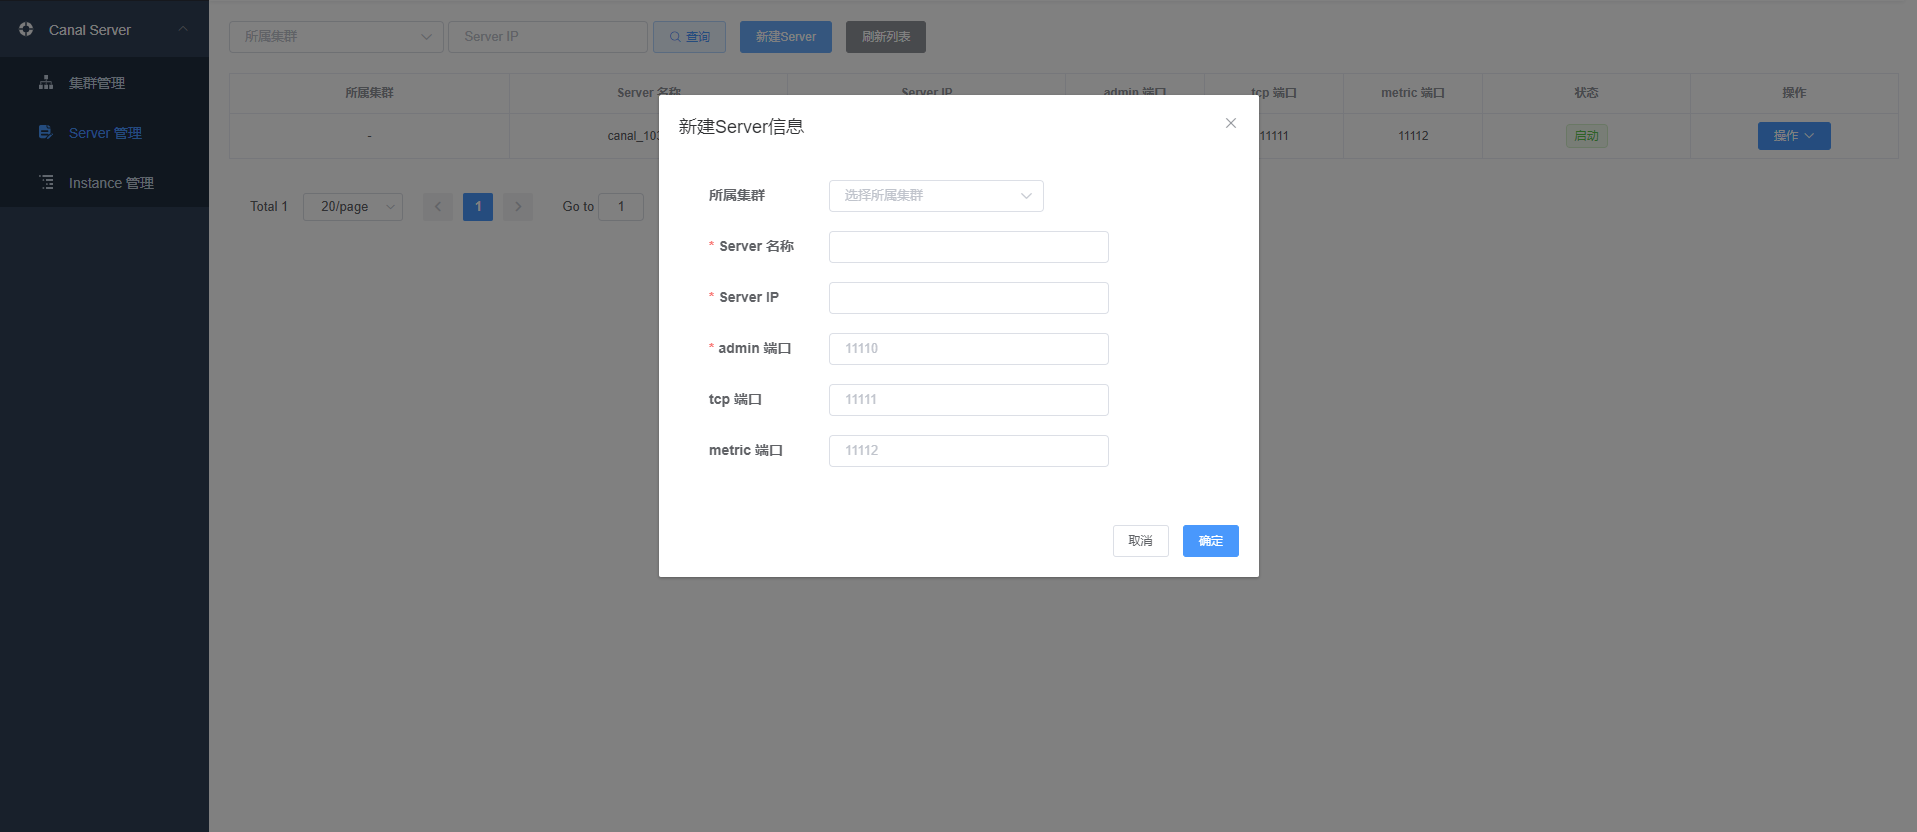 Canal Server
集群管理
Server 管理
Instance 管理
所属集群
Server IP
查询
新建Server
刷新列表
所属集群
Server 名称
Server IP
admin 端口
tcp 端口
metric 端口
状态
操作
-
canal_10
11111
11112
启动
操作
Total 1
20/page
1
Go to
1
新建Server信息
所属集群
选择所属集群
* Server 名称
* Server IP
* admin 端口
11110
tcp 端口
11111
metric 端口
11112
取消
确定